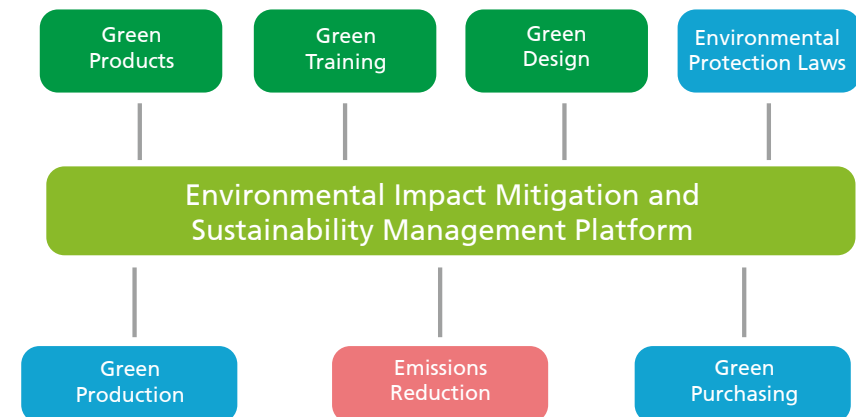 Green
Products
Green
Training
Green
Design
Environmental
Protection Laws
Environmental Impact Mitigation and
Sustainability Management Platform
Green
Production
Emissions
Reduction
Green
Purchasing